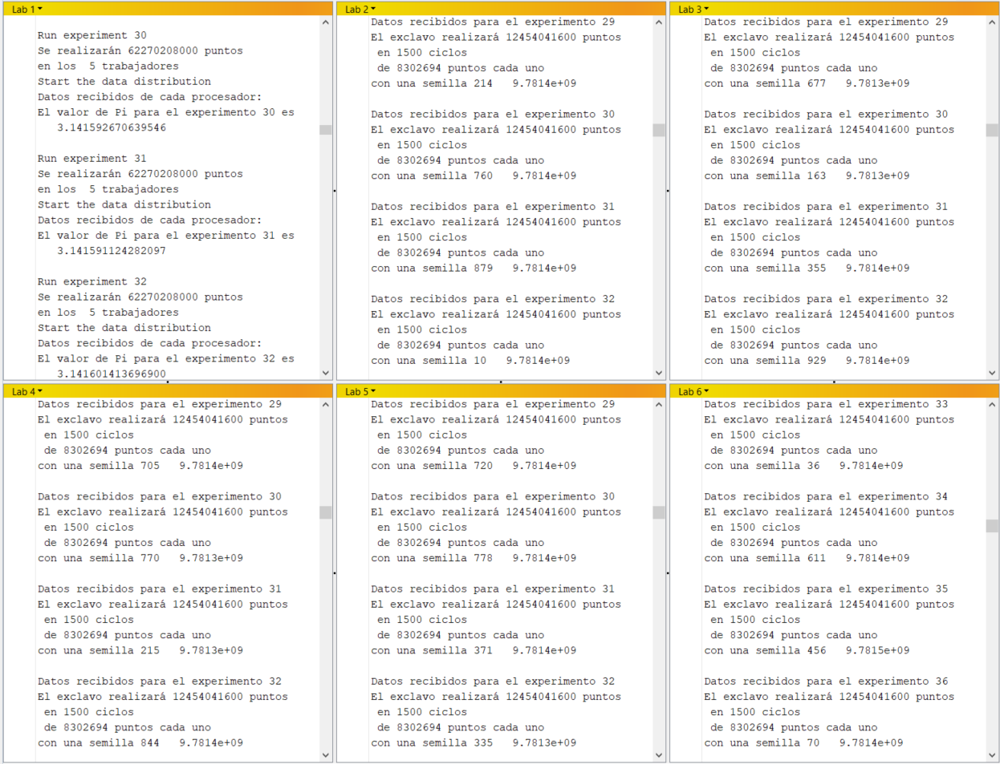 Lab 1
Run experiment 30
Se realizarán 62270208000 puntos
en los  5 trabajadores
Start the data distribution
Datos recibidos de cada procesador:
El valor de Pi para el experimento 30 es
3.141592670639546
Run experiment 31
Se realizarán 62270208000 puntos
en los  5 trabajadores
Start the data distribution
Datos recibidos de cada procesador:
El valor de Pi para el experimento 31 es
3.141591124282097
Run experiment 32
Se realizarán 62270208000 puntos
en los  5 trabajadores
Start the data distribution
Datos recibidos de cada procesador:
El valor de Pi para el experimento 32 es
3.141601413696900
Lab 2
Datos recibidos para el experimento 29
El exclavo realizará 12454041600 puntos
en 1500 ciclos
de 8302694 puntos cada uno
con una semilla 214   9.7814e+09
Datos recibidos para el experimento 30
El exclavo realizará 12454041600 puntos
en 1500 ciclos
de 8302694 puntos cada uno
con una semilla 760   9.7814e+09
Datos recibidos para el experimento 31
El exclavo realizará 12454041600 puntos
en 1500 ciclos
de 8302694 puntos cada uno
con una semilla 879   9.7814e+09
Datos recibidos para el experimento 32
El exclavo realizará 12454041600 puntos
en 1500 ciclos
de 8302694 puntos cada uno
con una semilla 10   9.7814e+09
Lab 3
Datos recibidos para el experimento 29
El exclavo realizará 12454041600 puntos
en 1500 ciclos
de 8302694 puntos cada uno
con una semilla 677   9.7813e+09
Datos recibidos para el experimento 30
El exclavo realizará 12454041600 puntos
en 1500 ciclos
de 8302694 puntos cada uno
con una semilla 163   9.7813e+09
Datos recibidos para el experimento 31
El exclavo realizará 12454041600 puntos
en 1500 ciclos
de 8302694 puntos cada uno
con una semilla 355   9.7814e+09
Datos recibidos para el experimento 32
El exclavo realizará 12454041600 puntos
en 1500 ciclos
de 8302694 puntos cada uno
con una semilla 929   9.7814e+09
Lab 4
Datos recibidos para el experimento 29
El exclavo realizará 12454041600 puntos
en 1500 ciclos
de 8302694 puntos cada uno
con una semilla 705   9.7814e+09
Datos recibidos para el experimento 30
El exclavo realizará 12454041600 puntos
en 1500 ciclos
de 8302694 puntos cada uno
con una semilla 770   9.7813e+09
Datos recibidos para el experimento 31
El exclavo realizará 12454041600 puntos
en 1500 ciclos
de 8302694 puntos cada uno
con una semilla 215   9.7813e+09
Datos recibidos para el experimento 32
El exclavo realizará 12454041600 puntos
en 1500 ciclos
de 8302694 puntos cada uno
con una semilla 844   9.7814e+09
Lab 5
Datos recibidos para el experimento 29
El exclavo realizará 12454041600 puntos
en 1500 ciclos
de 8302694 puntos cada uno
con una semilla 720   9.7814e+09
Datos recibidos para el experimento 30
El exclavo realizará 12454041600 puntos
en 1500 ciclos
de 8302694 puntos cada uno
con una semilla 778   9.7814e+09
Datos recibidos para el experimento 31
El exclavo realizará 12454041600 puntos
en 1500 ciclos
de 8302694 puntos cada uno
con una semilla 371   9.7814e+09
Datos recibidos para el experimento 32
El exclavo realizará 12454041600 puntos
en 1500 ciclos
de 8302694 puntos cada uno
con una semilla 335   9.7813e+09
Lab 6
Datos recibidos para el experimento 33
El exclavo realizará 12454041600 puntos
en 1500 ciclos
de 8302694 puntos cada uno
con una semilla 36   9.7814e+09
Datos recibidos para el experimento 34
El exclavo realizará 12454041600 puntos
en 1500 ciclos
de 8302694 puntos cada uno
con una semilla 611   9.7814e+09
Datos recibidos para el experimento 35
El exclavo realizará 12454041600 puntos
en 1500 ciclos
de 8302694 puntos cada uno
con una semilla 456   9.7815e+09
Datos recibidos para el experimento 36
El exclavo realizará 12454041600 puntos
en 1500 ciclos
de 8302694 puntos cada uno
con una semilla 70   9.7814e+09